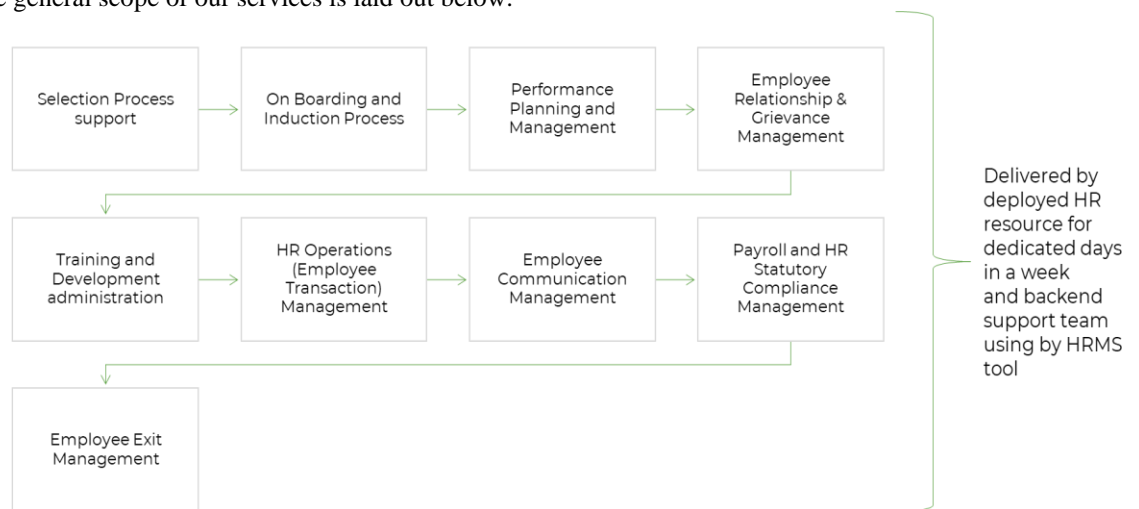 general scope of our services is laid out below:
Selection Process
support
On Boarding and
Induction Process
Performance
Planning and
Management
Employee
Relationship &
Grievance
Management
Training and
Development
administration
HR Operations
(Employee
Transaction)
Management
Employee
Communication
Management
Payroll and HR
Statutory
Compliance
Management
Employee Exit
Management
Delivered by
deployed HR
resource for
dedicated days
in a week
and backend
support team
using by HRMS
tool